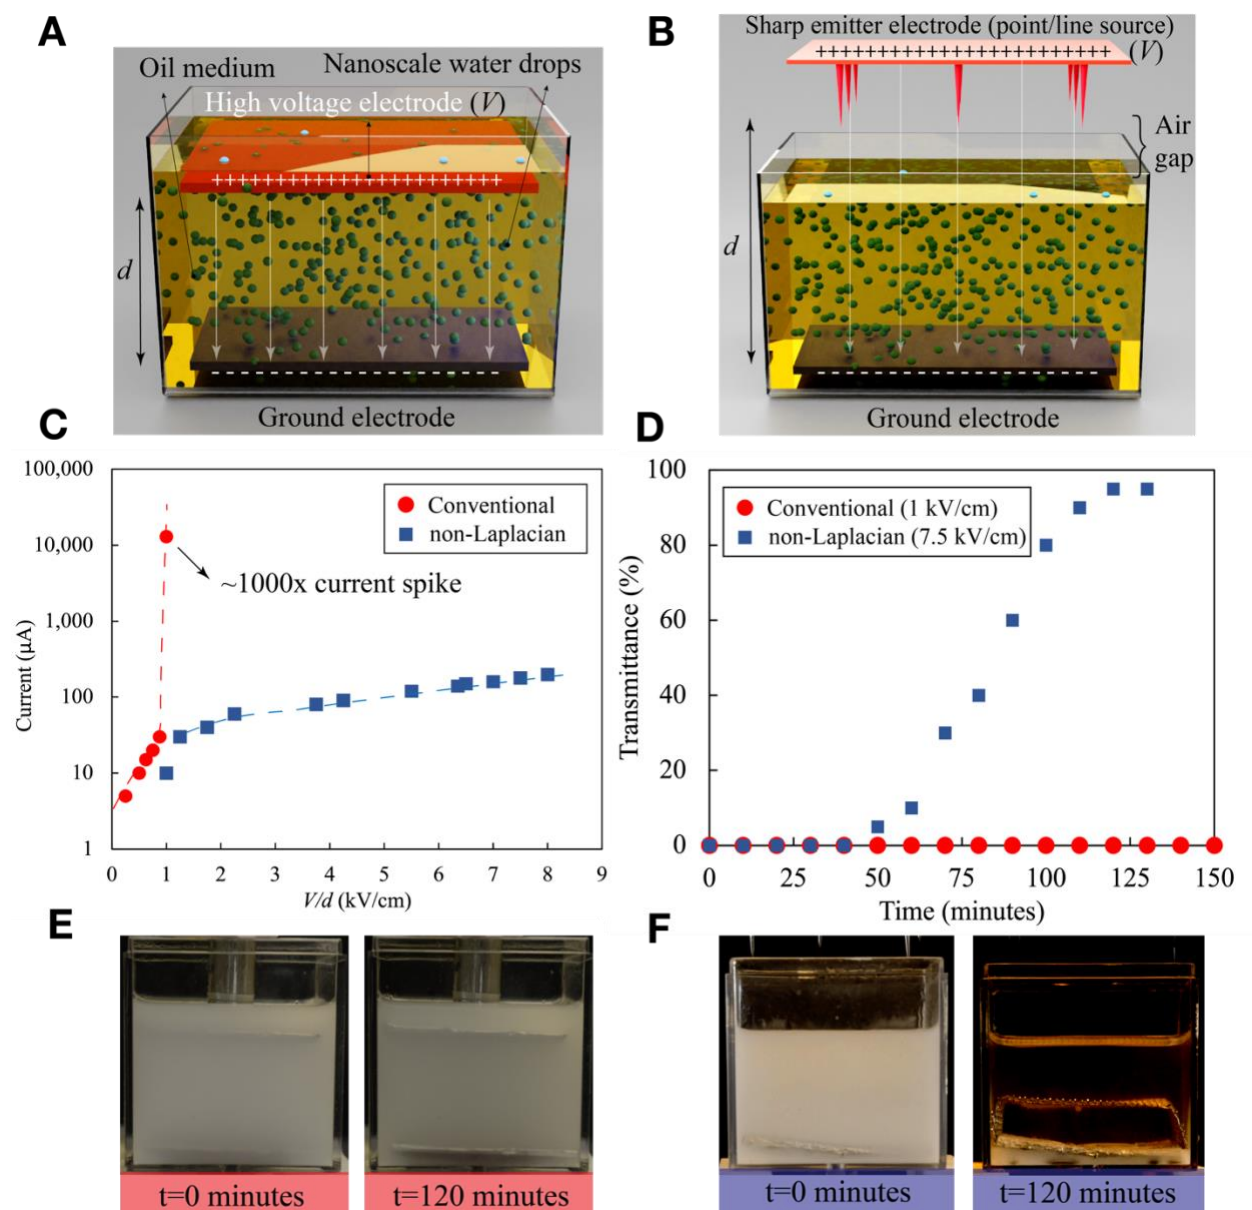 A
Oil medium
Nanoscale water drops
High voltage electrode (V)
+++++++++++++++++++++++
d
Ground electrode
B
Sharp emitter electrode (point/line source)
++++++++++++++++++++++++++ (V)
Air
gap
d
Ground electrode
C
100,000
10,000
1,000
100
10
1
Current (μA)
Conventional
non-Laplacian
~1000x current spike
0 1 2 3 4 5 6 7 8 9
V/d (kV/cm)
D
100
80
60
40
20
0
Transmittance (%)
Conventional (1 kV/cm)
non-Laplacian (7.5 kV/cm)
0 25 50 75 100 125 150
Time (minutes)
E
t=0 minutes
t=120 minutes
F
t=0 minutes
t=120 minutes